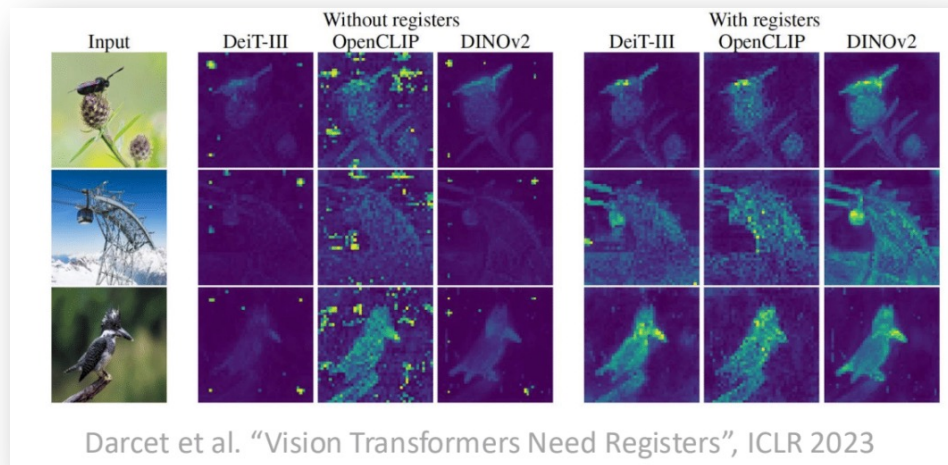 Without registers
With registers
Input
DeiT-III
OpenCLIP
DINOv2
DeiT-III
OpenCLIP
DINOv2
Darcet et al. “Vision Transformers Need Registers”, ICLR 2023